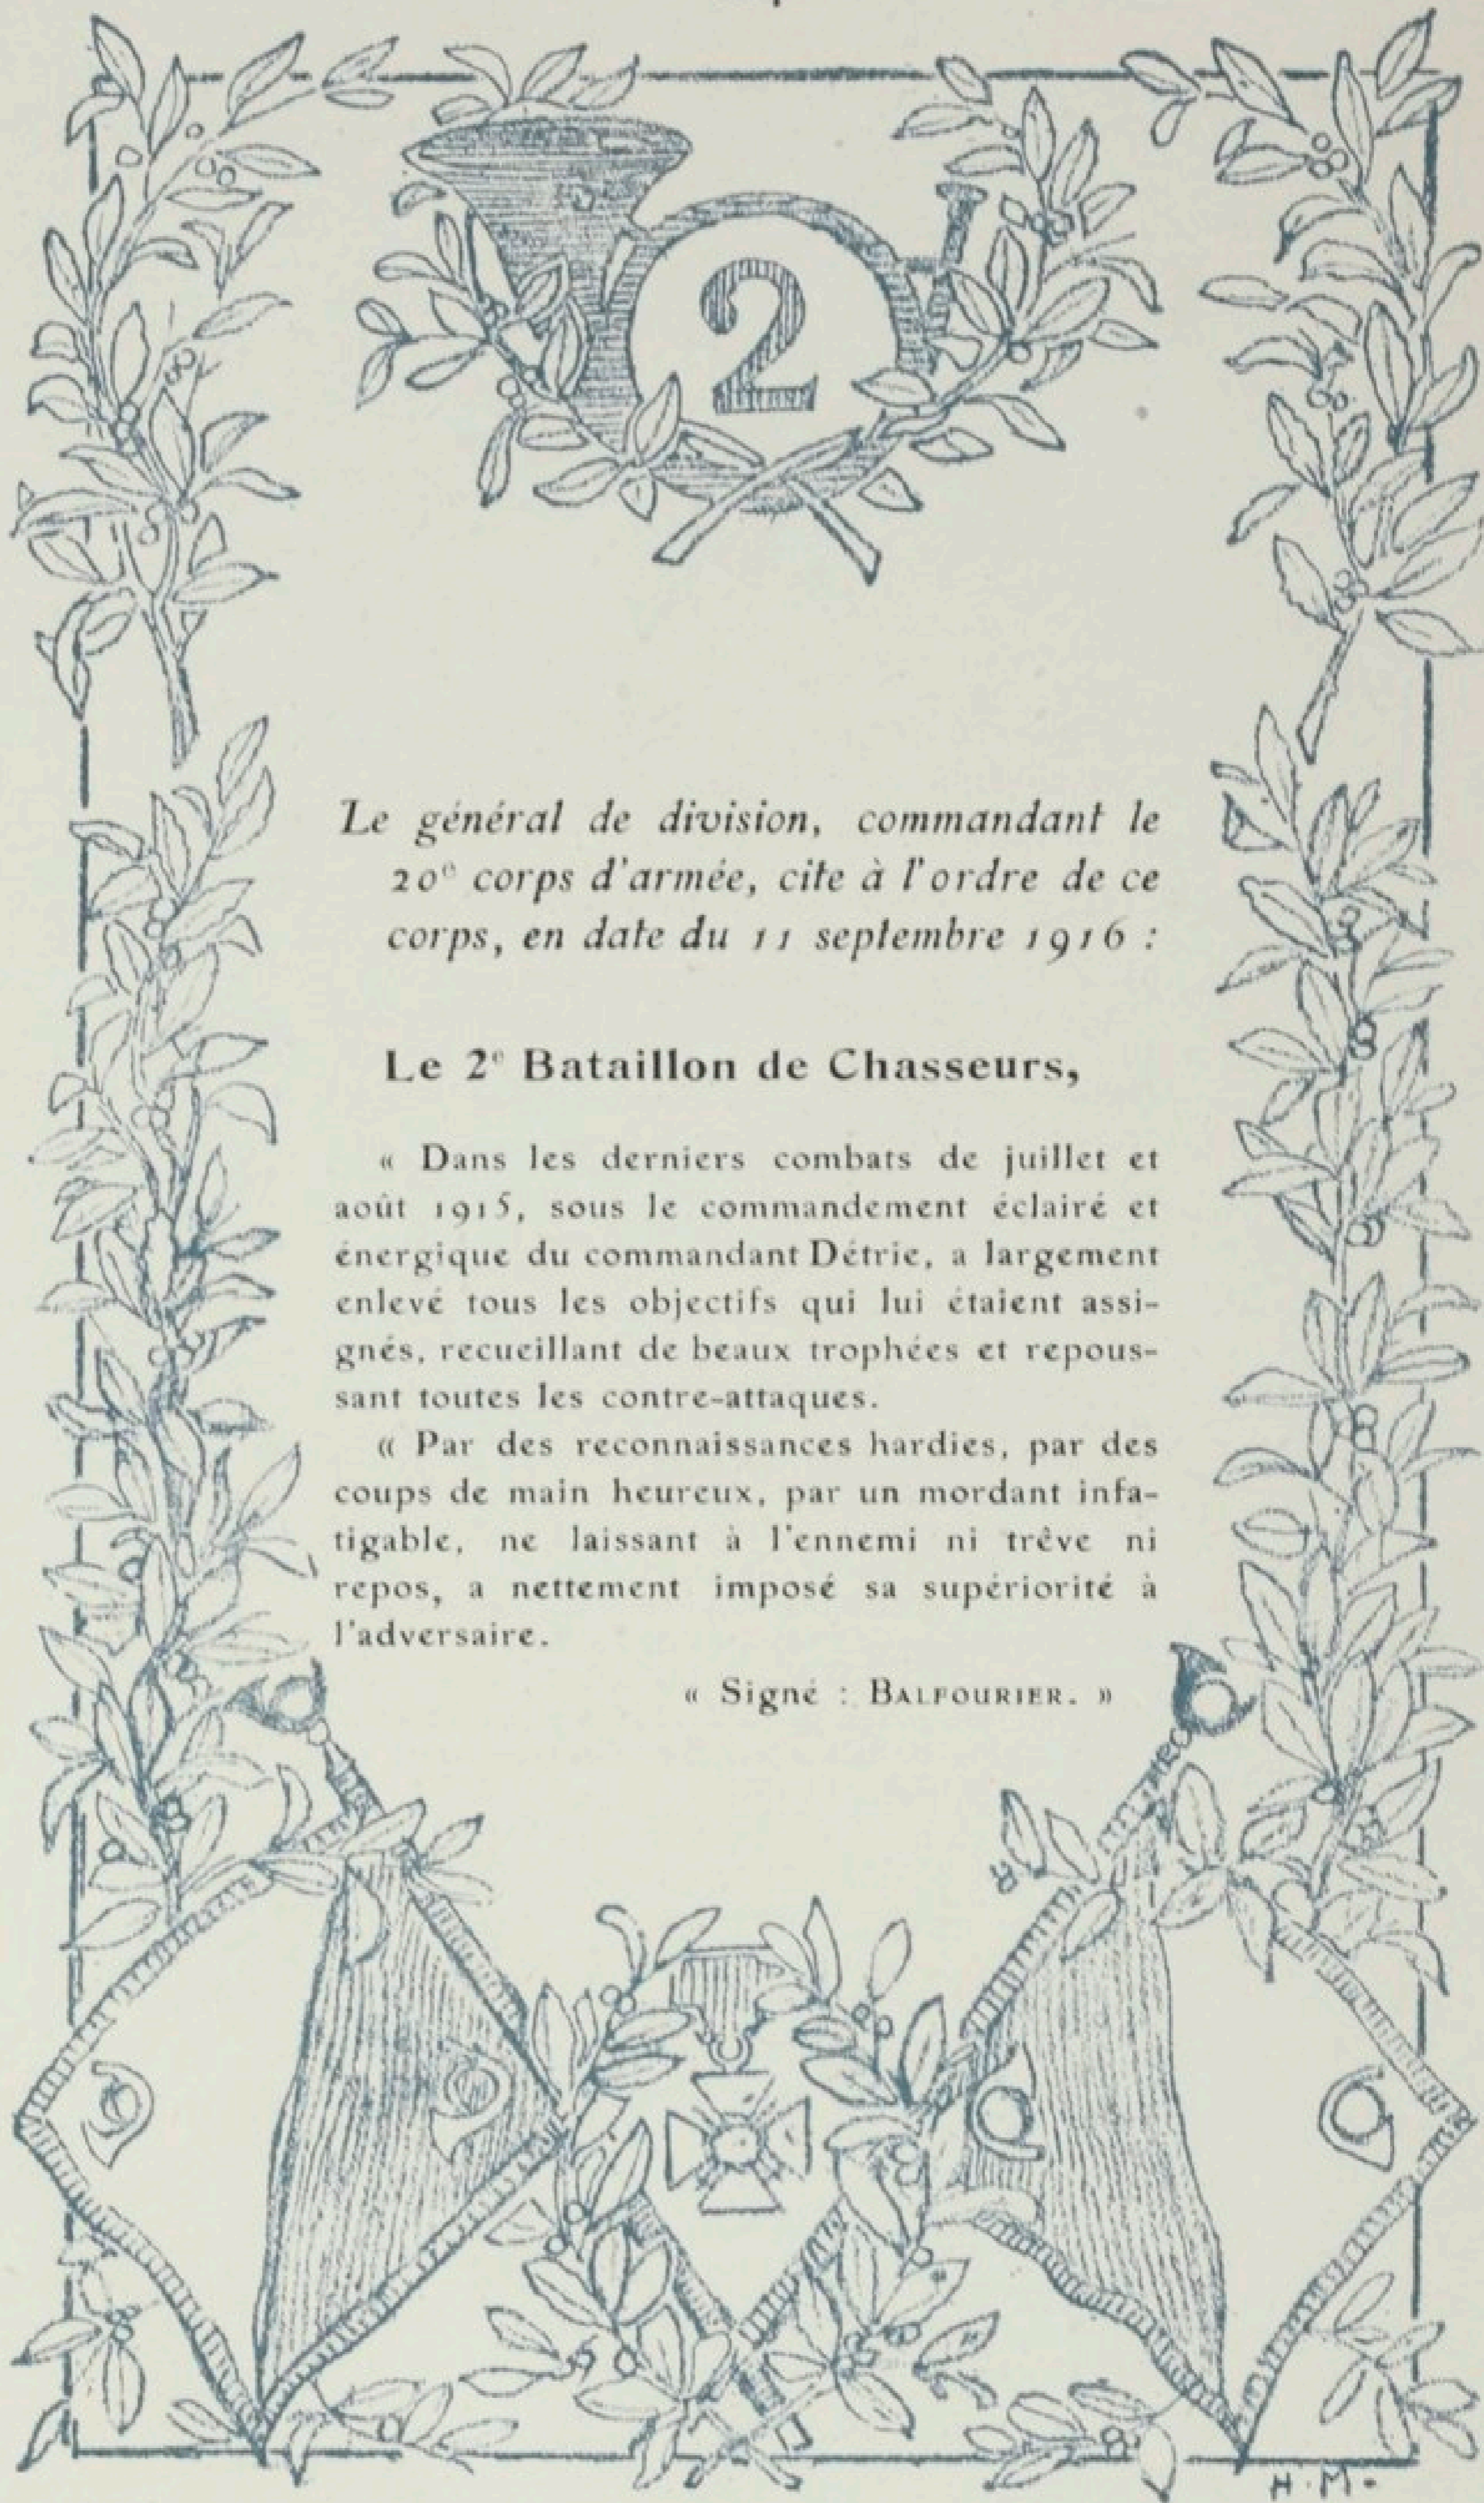 2
Le général de division, commandant le
20e corps d'armée, cite à l'ordre de ce
corps, en date du 11 septembre 1916 :
Le 2e Bataillon de Chasseurs,
« Dans les derniers combats de juillet et
août 1915, sous le commandement éclairé et
énergique du commandant Détrie, a largement
enlevé tous les objectifs qui lui étaient assi-
gnés, recueillant de beaux trophées et repous-
sant toutes les contre-attaques.
« Par des reconnaissances hardies, par des
coups de main heureux, par un mordant infa-
tigable, ne laissant à l'ennemi ni trêve ni
repos, a nettement imposé sa supériorité à
l'adversaire.
« Signé : BALFOURIER. »
H. M.